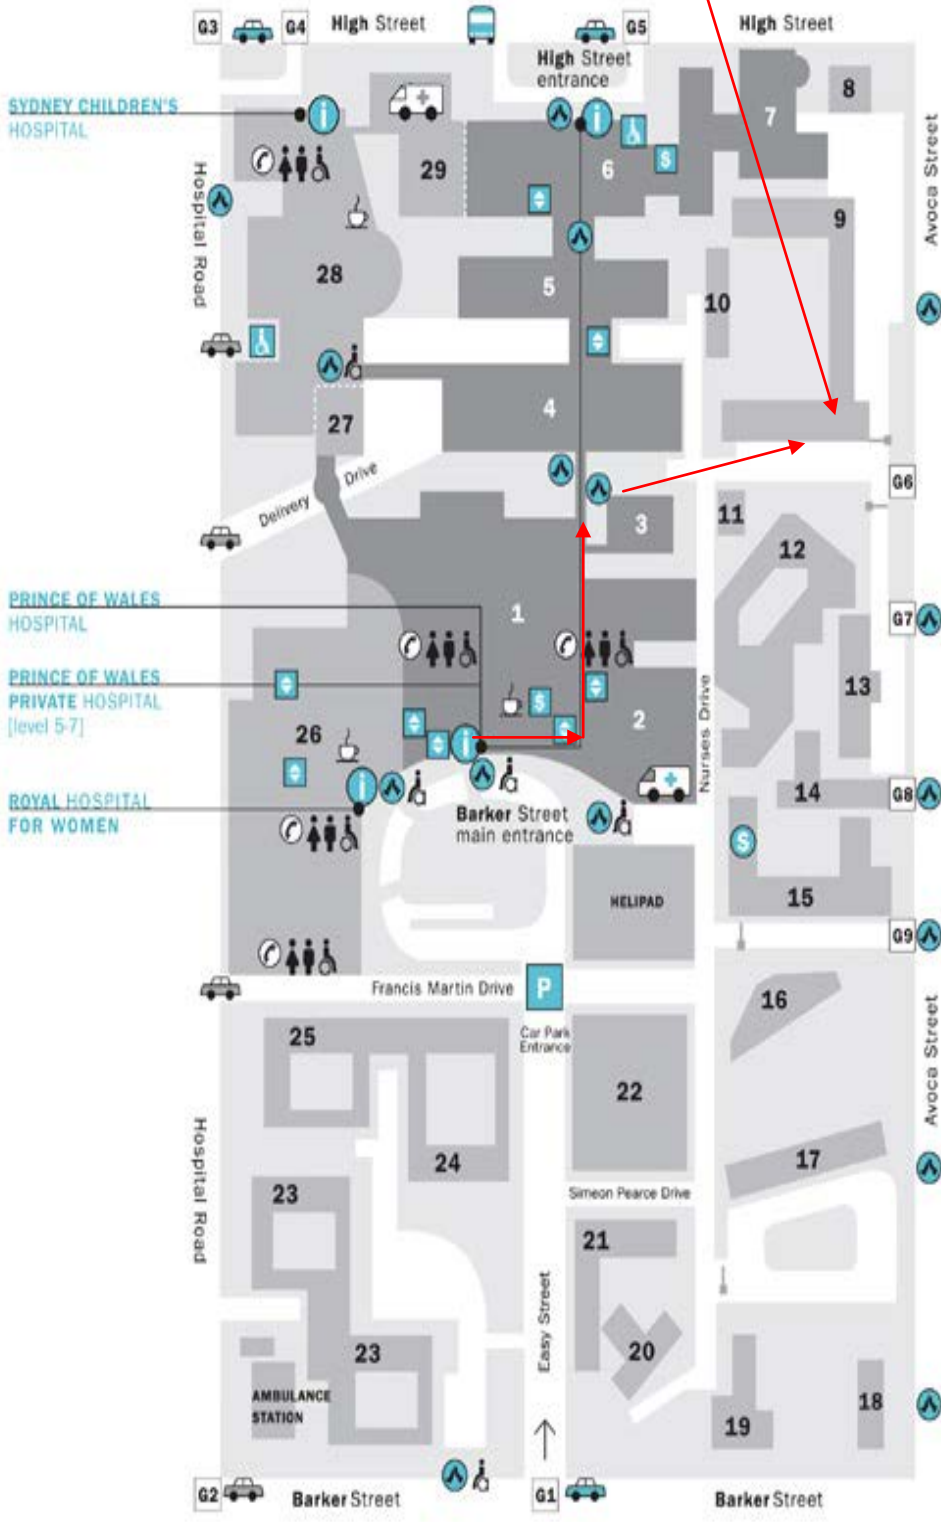 G3
G4
High Street
G5
High Street
High Street
entrance
SYDNEY CHILDREN'S
HOSPITAL
Hospital Road
Avoca Street
29
6
7
8
9
28
5
10
4
27
Delivery Drive
3
G6
11
12
PRINCE OF WALES
HOSPITAL
1
G7
PRINCE OF WALES
PRIVATE HOSPITAL
[level 5-7]
26
$
$
2
13
Nurses Drive
ROYAL HOSPITAL
FOR WOMEN
Barker Street
main entrance
14
G8
$
15
HELIPAD
G9
Francis Martin Drive
P
Car Park
Entrance
16
25
22
Avoca Street
24
17
Hospital Road
23
Simeon Pearce Drive
21
Easy Street
20
23
AMBULANCE
STATION
19
18
G2
Barker Street
G1
Barker Street